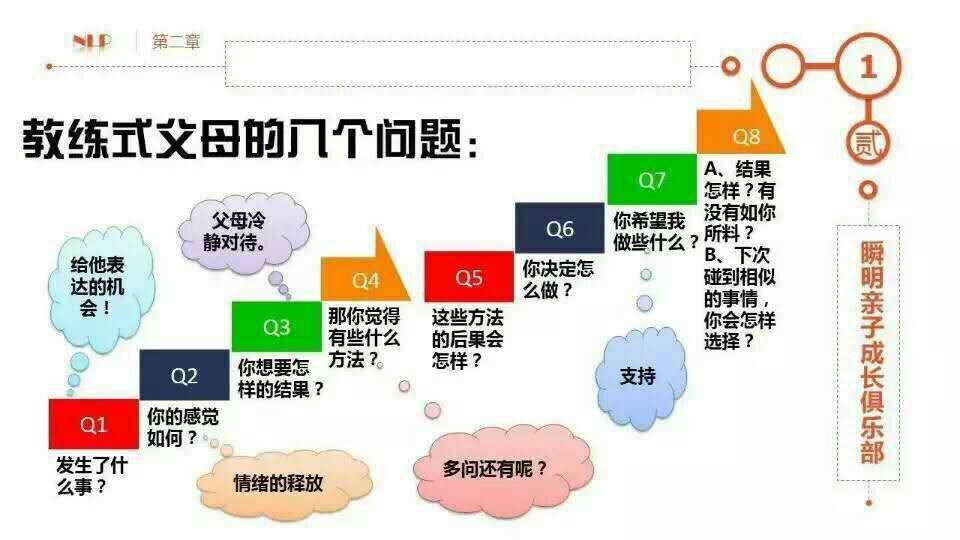 NLP
第二章
教练式父母的八个问题：
1
贰
瞬明亲子成长俱乐部
Q1
发生了什
么事？
给他表
达的机
会！
Q2
你的感觉
如何？
情绪的释放
Q3
你想要怎
样的结果？
父母冷
静对待。
Q4
那你觉得
有些什么
方法？
多问还有呢？
Q5
这些方法
的后果会
怎样？
Q6
你决定怎
么做？
Q7
你希望我
做些什么？
支持
Q8
A、结果
怎样？有
没有如你
所料？
B、下次
碰到相似
的事情，
你会怎样
选择？